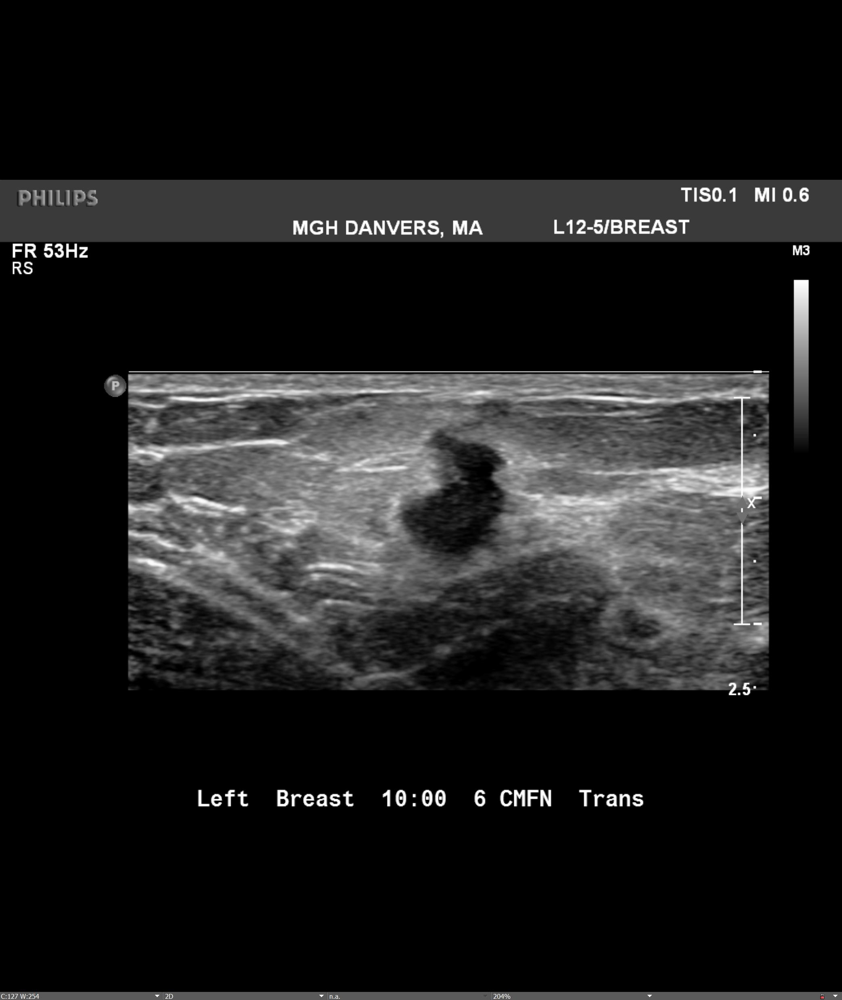 PHILIPS
TIS0.1 MI 0.6
MGH DANVERS, MA L12-5/BREAST
FR 53Hz
RS
M3
P
X
2.5
Left Breast 10:00 6 CMFN Trans
C:127 W:254 2D n.a. 204%